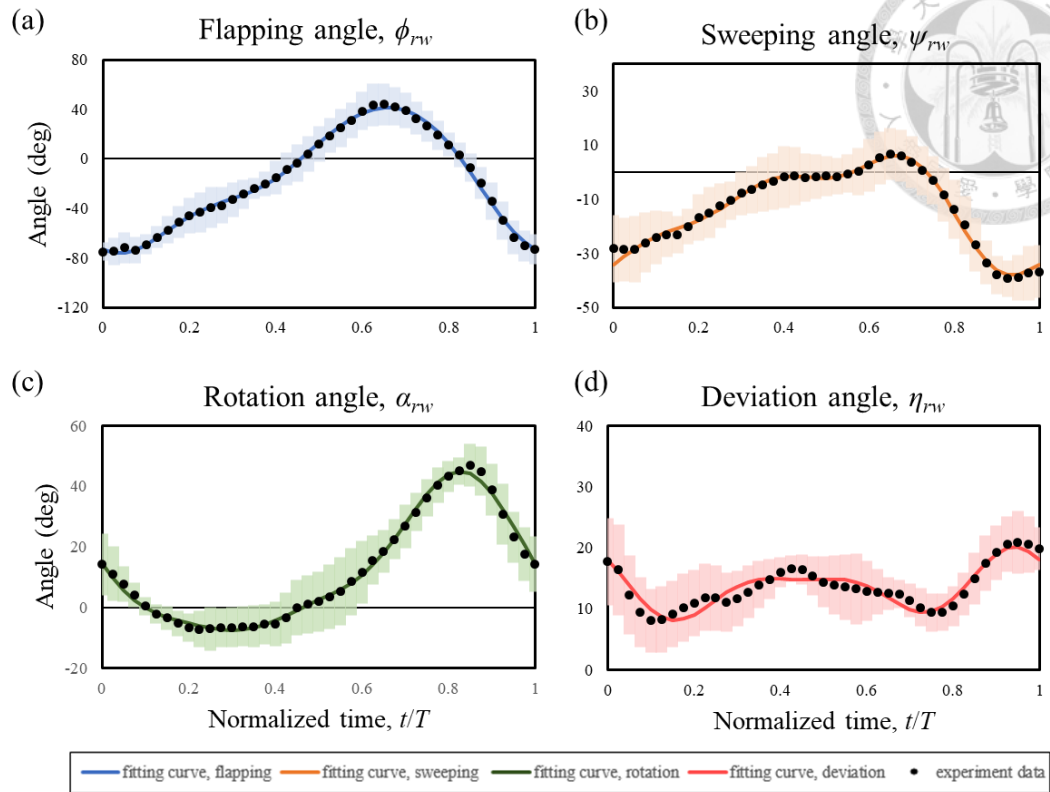 (a)
Flapping angle, ϕrw
80
40
0
-40
-80
-120
Angle (deg)
0 0.2 0.4 0.6 0.8 1
(b)
Sweeping angle, ψrw
30
10
-10
-30
-50
0 0.2 0.4 0.6 0.8 1
(c)
Rotation angle, αrw
60
40
20
0
-20
Angle (deg)
0 0.2 0.4 0.6 0.8 1
Normalized time, t/T
(d)
Deviation angle, ηrw
40
30
20
10
0
0 0.2 0.4 0.6 0.8 1
Normalized time, t/T
fitting curve, flapping fitting curve, sweeping fitting curve, rotation fitting curve, deviation experiment data